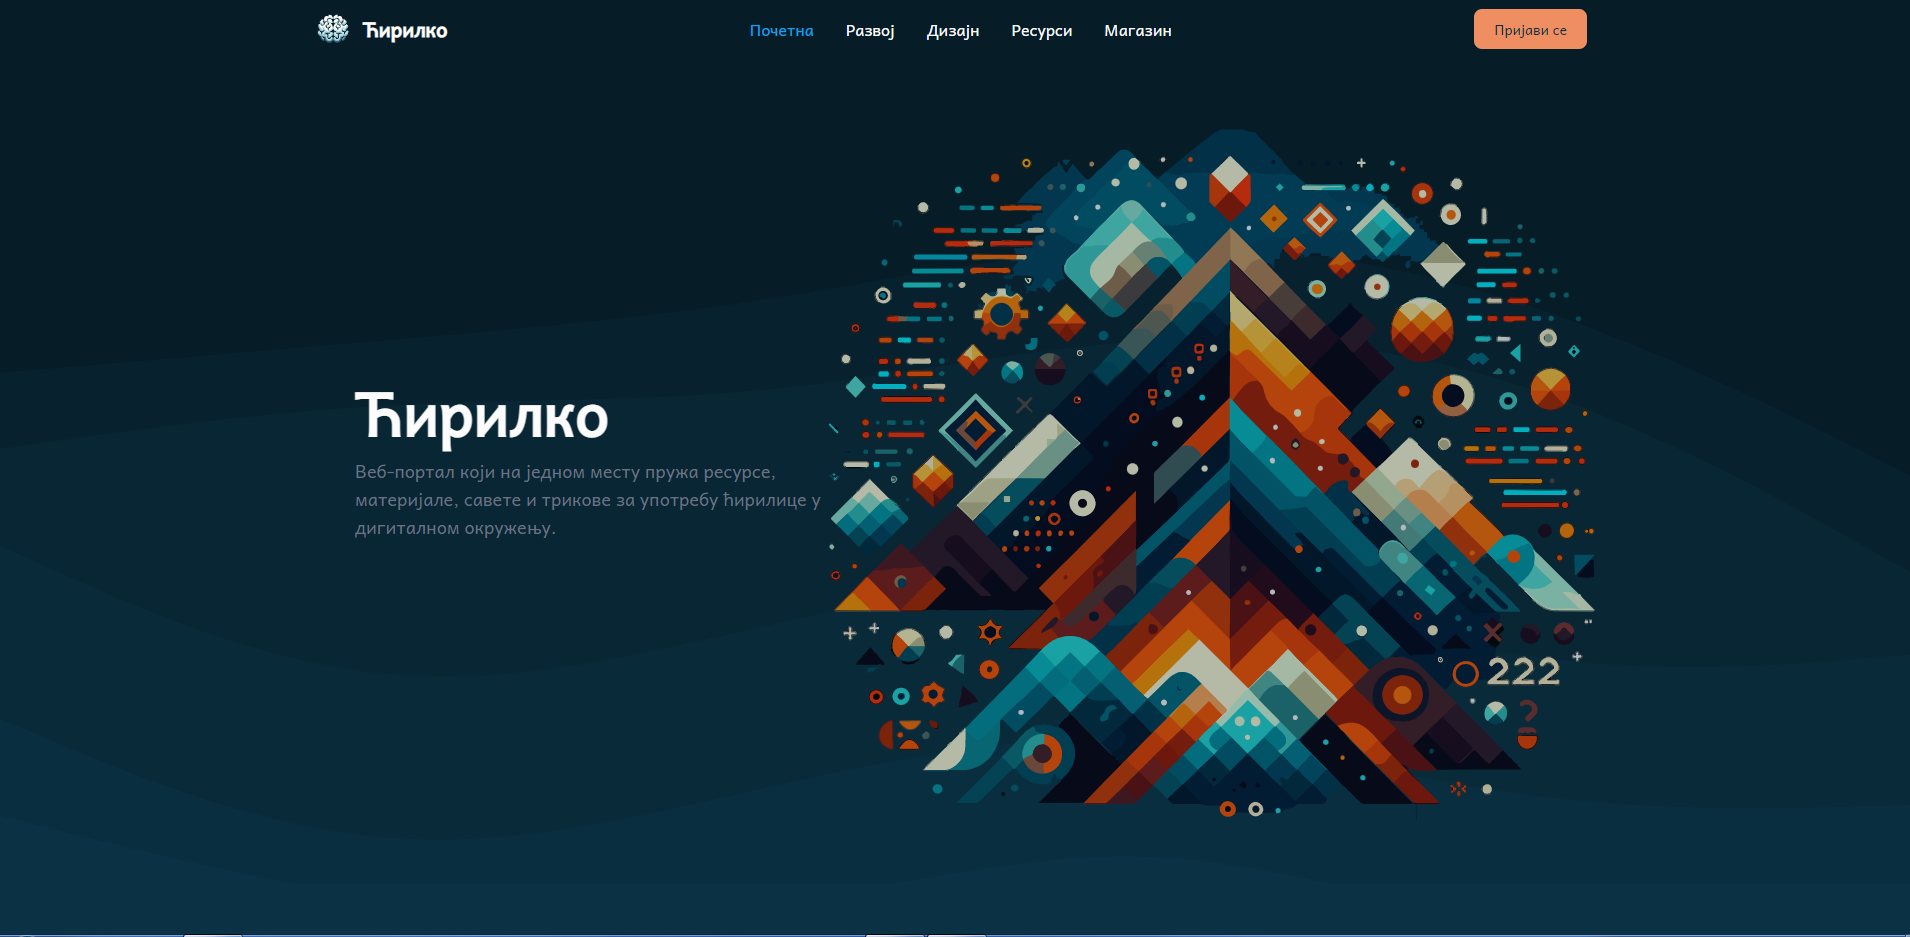 Ћирилко
Почетна Развој Дизајн Ресурси Магазин
Пријави се
Ћирилко
Веб-портал који на једном месту пружа ресурсе,
материјале, савете и трикове за употребу ћирилице у
дигиталном окружењу.
222
?